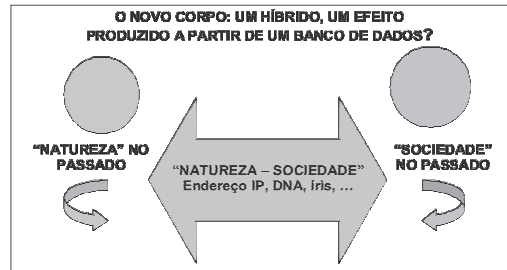 O NOVO CORPO: UM HÍBRIDO, UM EFEITO
PRODUZIDO A PARTIR DE UM BANCO DE DADOS?
“NATUREZA” NO
PASSADO
“NATUREZA – SOCIEDADE”
Endereço IP, DNA, íris, ...
“SOCIEDADE”
NO PASSADO